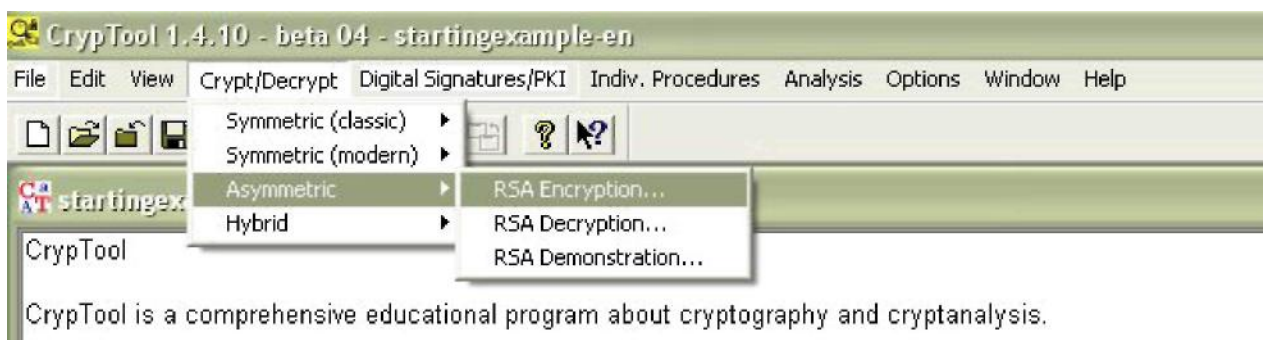 CrypTool 1.4.10 - beta 04 - startingexample-en
File Edit View Crypt/Decrypt Digital Signatures/PKI Indiv. Procedures Analysis Options Window Help
Symmetric (classic)
Symmetric (modern)
Asymmetric
Hybrid
RSA Encryption...
RSA Decryption...
RSA Demonstration...
CrypTool
CrypTool is a comprehensive educational program about cryptography and cryptanalysis.